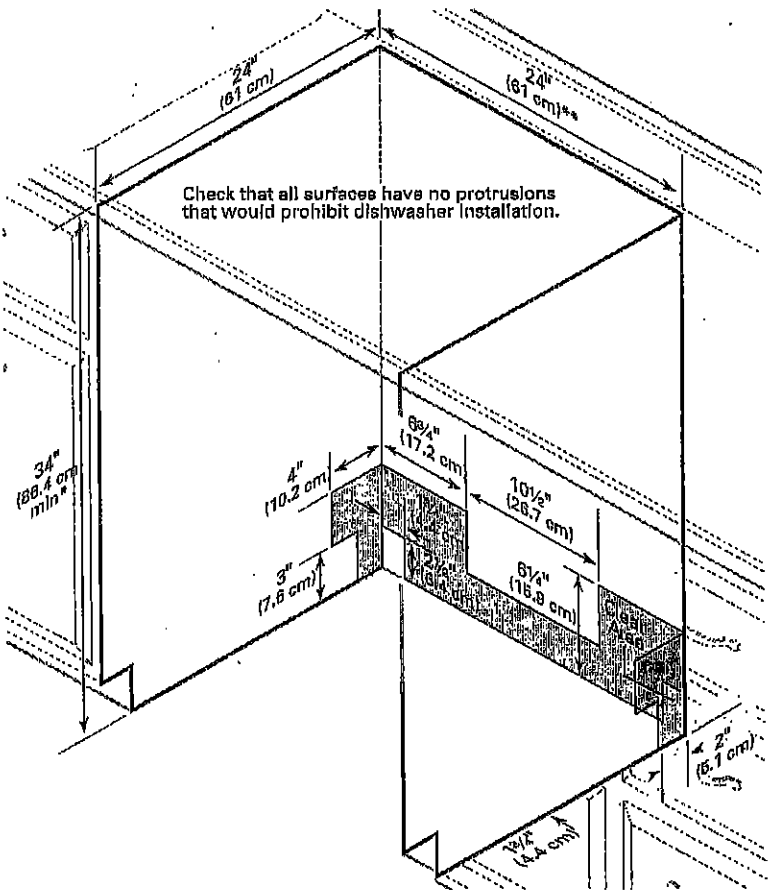 24"
(61 cm)
24"
(61 cm)**
Check that all surfaces have no protrusions
that would prohibit dishwasher installation.
34"
(86.4 cm
min*
4"
(10.2 cm)
6¾"
(17.2 cm)
10½"
(26.7 cm)
3"
(7.6 cm)
6¼"
(15.9 cm)
Clean
Area
2"
(5.1 cm)
(4.4 cm)